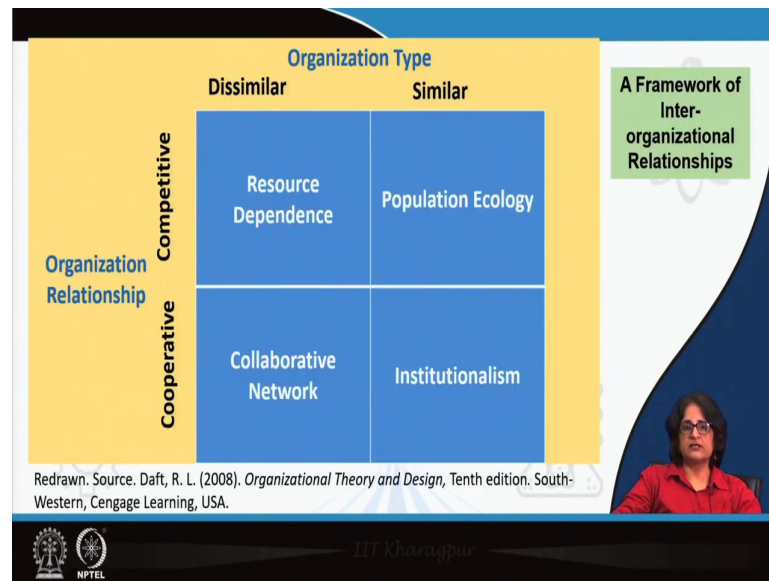 Organization Type
Dissimilar
Similar
Competitive
Cooperative
Organization
Relationship
Resource
Dependence
Population Ecology
Collaborative
Network
Institutionalism
A Framework of
Inter-
organizational
Relationships
Redrawn. Source. Daft, R. L. (2008). Organizational Theory and Design, Tenth edition. South-
Western, Cengage Learning, USA.
IIT Kharagpur
NPTEL